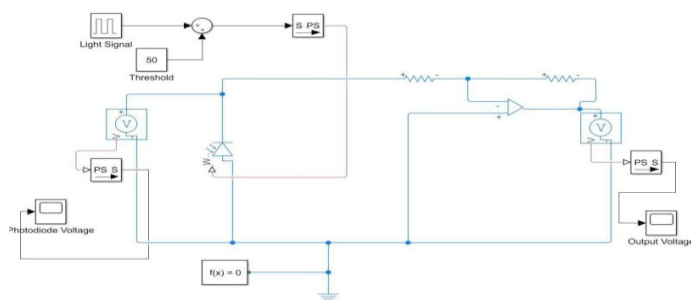 Light Signal
50
Threshold
S PS
V
PS S
Photodiode Voltage
W
f(x) = 0
V
PS S
Output Voltage